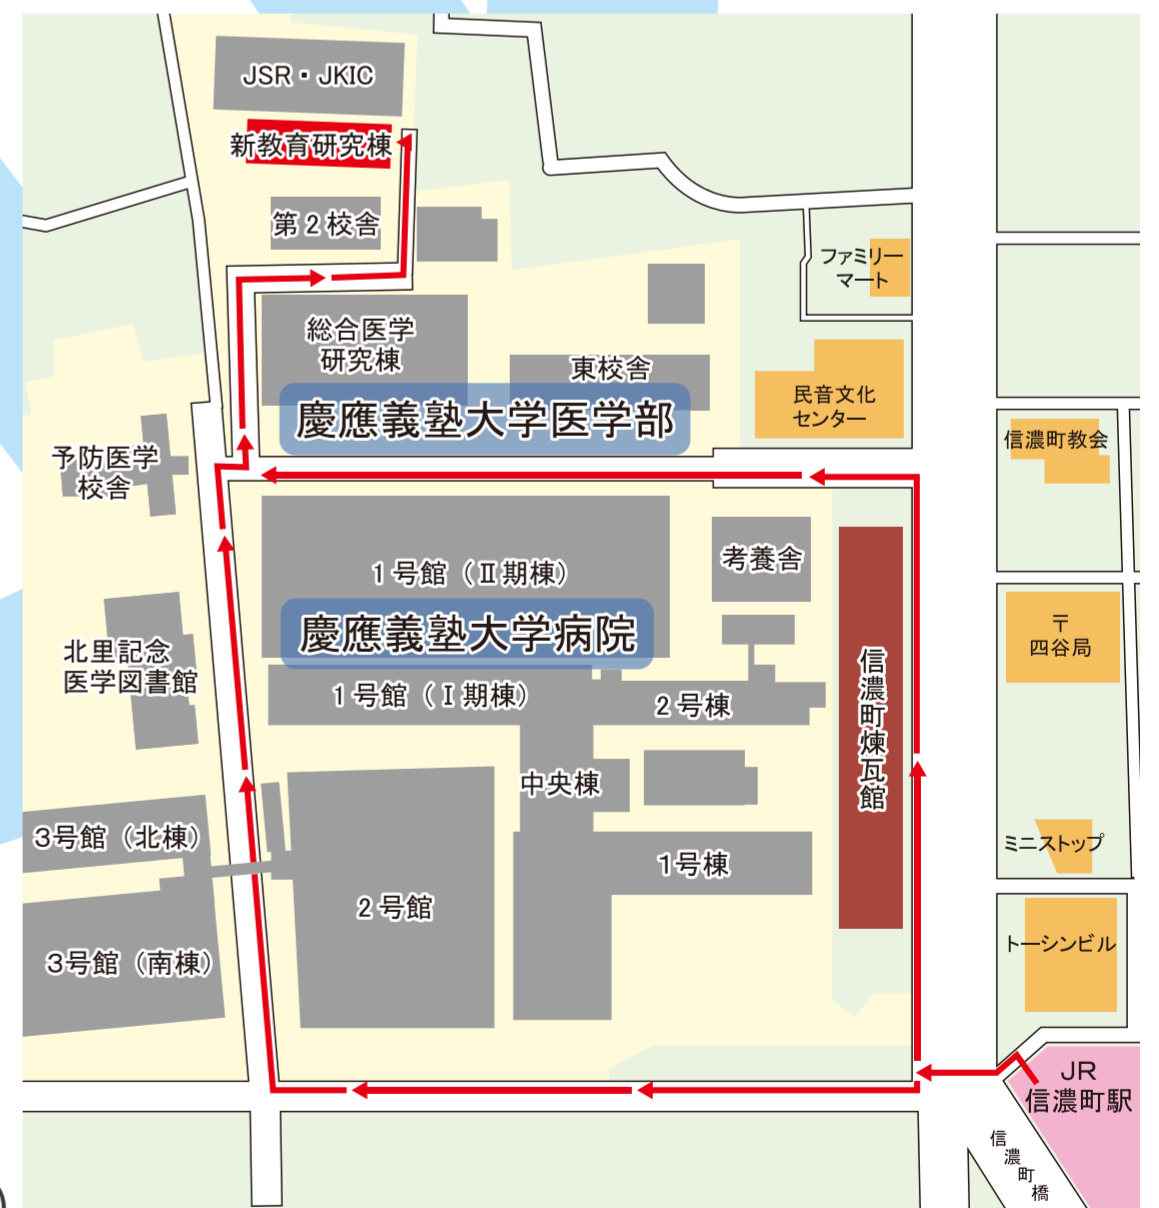 JSR・JKIC
新教育研究棟
第2校舎
ファミリー
マート
総合医学
研究棟
東校舎
慶應義塾大学医学部
民音文化
センター
信濃町教会
予防医学
校舎
1号館(Ⅱ期棟)
考養舎
慶應義塾大学病院
〒
四谷局
北里記念
医学図書館
1号館(Ⅰ期棟)
2号棟
信濃町煉瓦館
中央棟
3号館(北棟)
1号棟
ミニストップ
2号館
3号館(南棟)
トーシンビル
JR
信濃町駅
信濃町橋
)